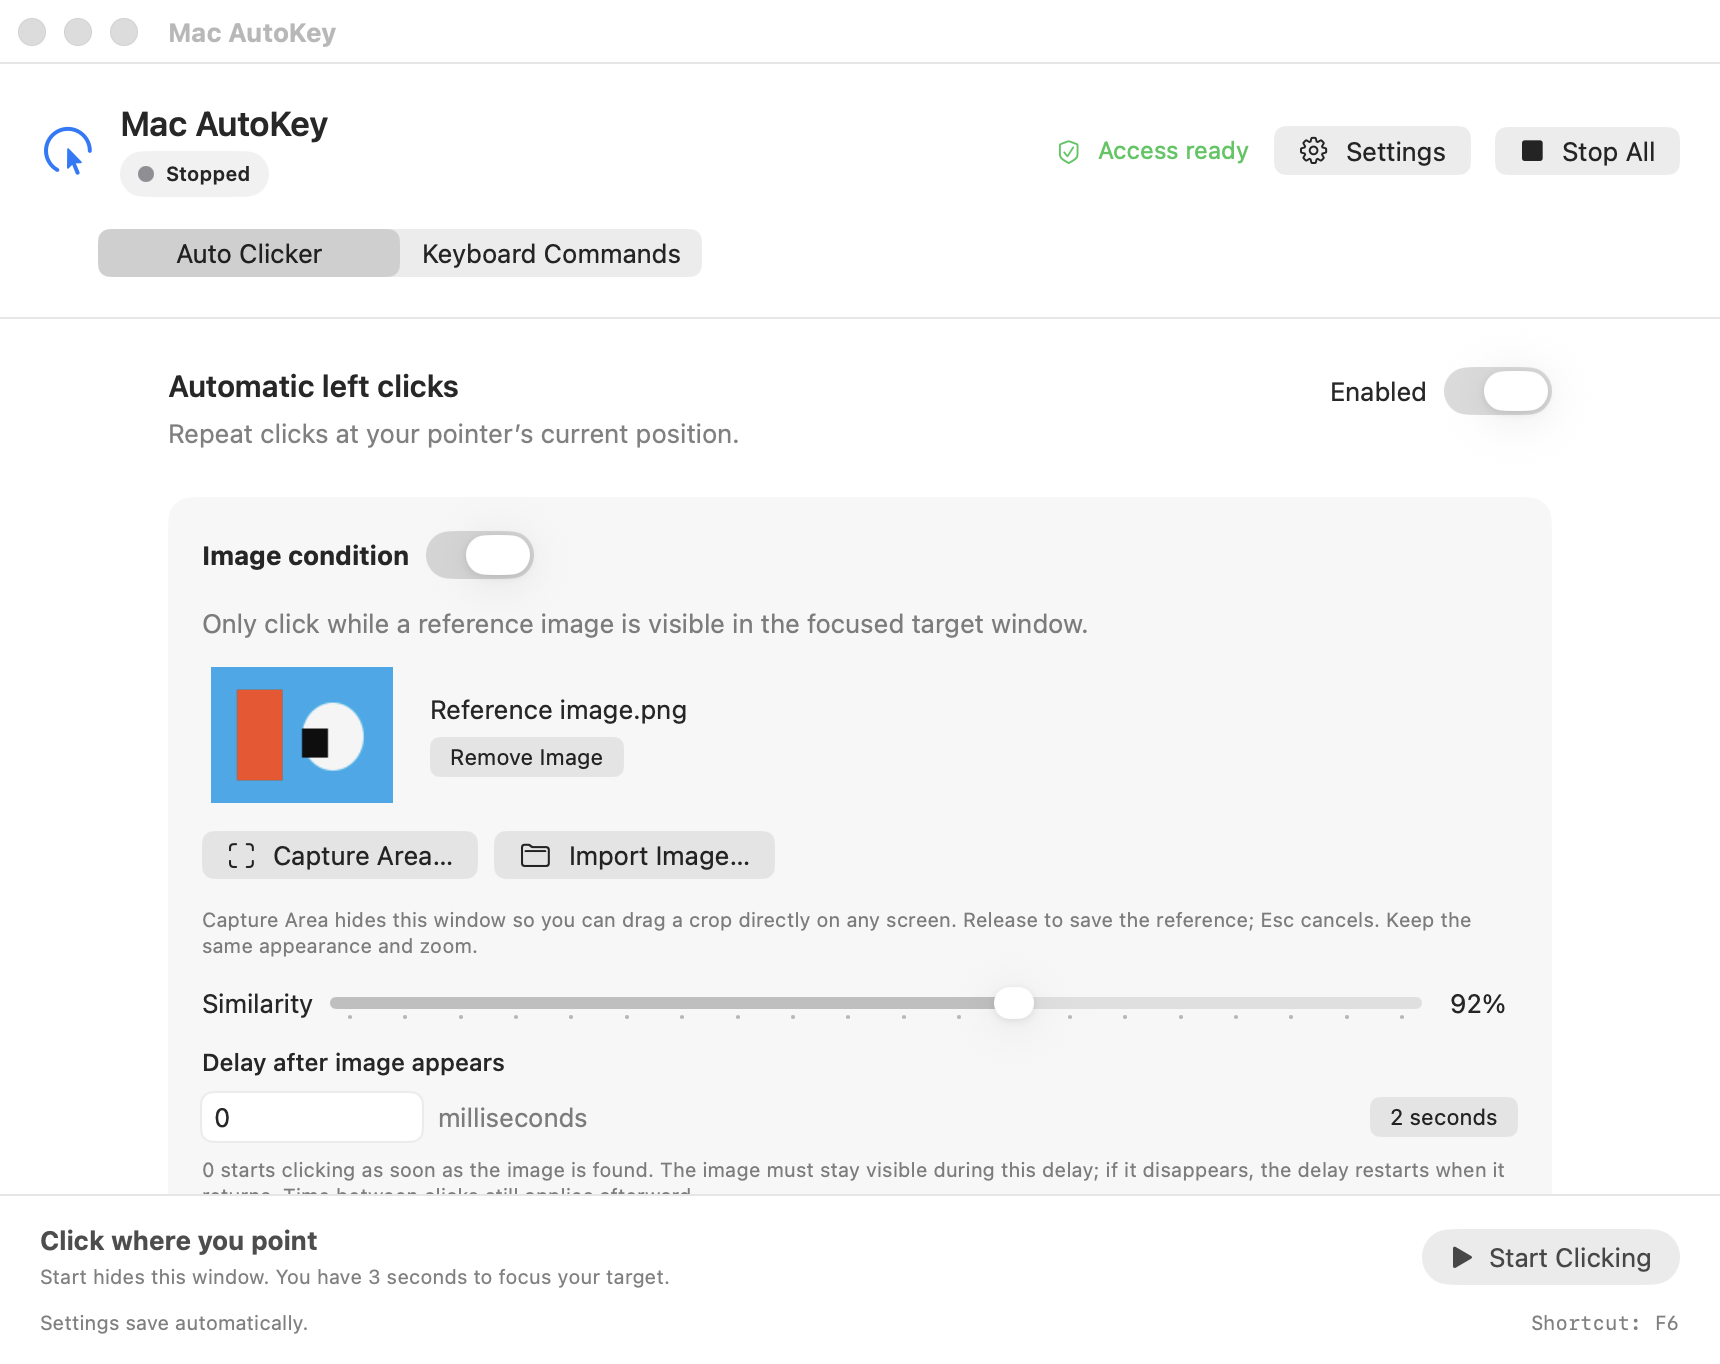 Mac AutoKey
Mac AutoKey
Stopped
Access ready
Settings
Stop All
Auto Clicker
Keyboard Commands
Automatic left clicks
Enabled
Repeat clicks at your pointer’s current position.
Image condition
Only click while a reference image is visible in the focused target window.
Reference image.png
Remove Image
Capture Area...
Import Image...
Capture Area hides this window so you can drag a crop directly on any screen. Release to save the reference; Esc cancels. Keep the
same appearance and zoom.
Similarity
92%
Delay after image appears
0
milliseconds
2 seconds
0 starts clicking as soon as the image is found. The image must stay visible during this delay; if it disappears, the delay restarts when it
returns. Time between clicks still applies afterward.
Click where you point
Start hides this window. You have 3 seconds to focus your target.
Start Clicking
Settings save automatically.
Shortcut: F6